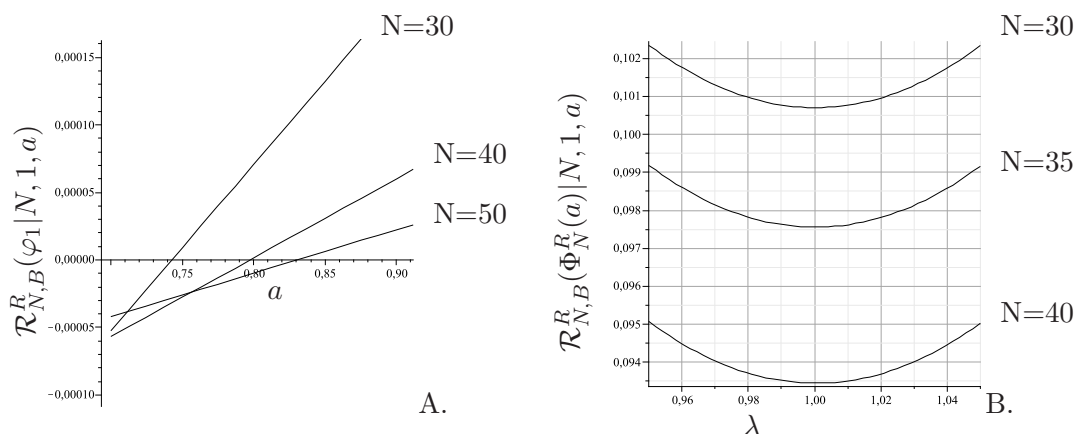 N=30
0,00015
0,00010
N=40
0,00005
N=50
0,00000
0,75
0,80
0,85
0,90
a
−0,00005
−0,00010
\mathcal{R}^R_{N,B}(φ_1|N, 1, a)
A.
N=30
0,102
0,101
0,100
N=35
0,099
0,098
0,097
N=40
0,095
0,094
0,96
0,98
1,00
1,02
1,04
λ
\mathcal{R}^R_{N,B}(Φ^R_N(a)|N, 1, a)
B.